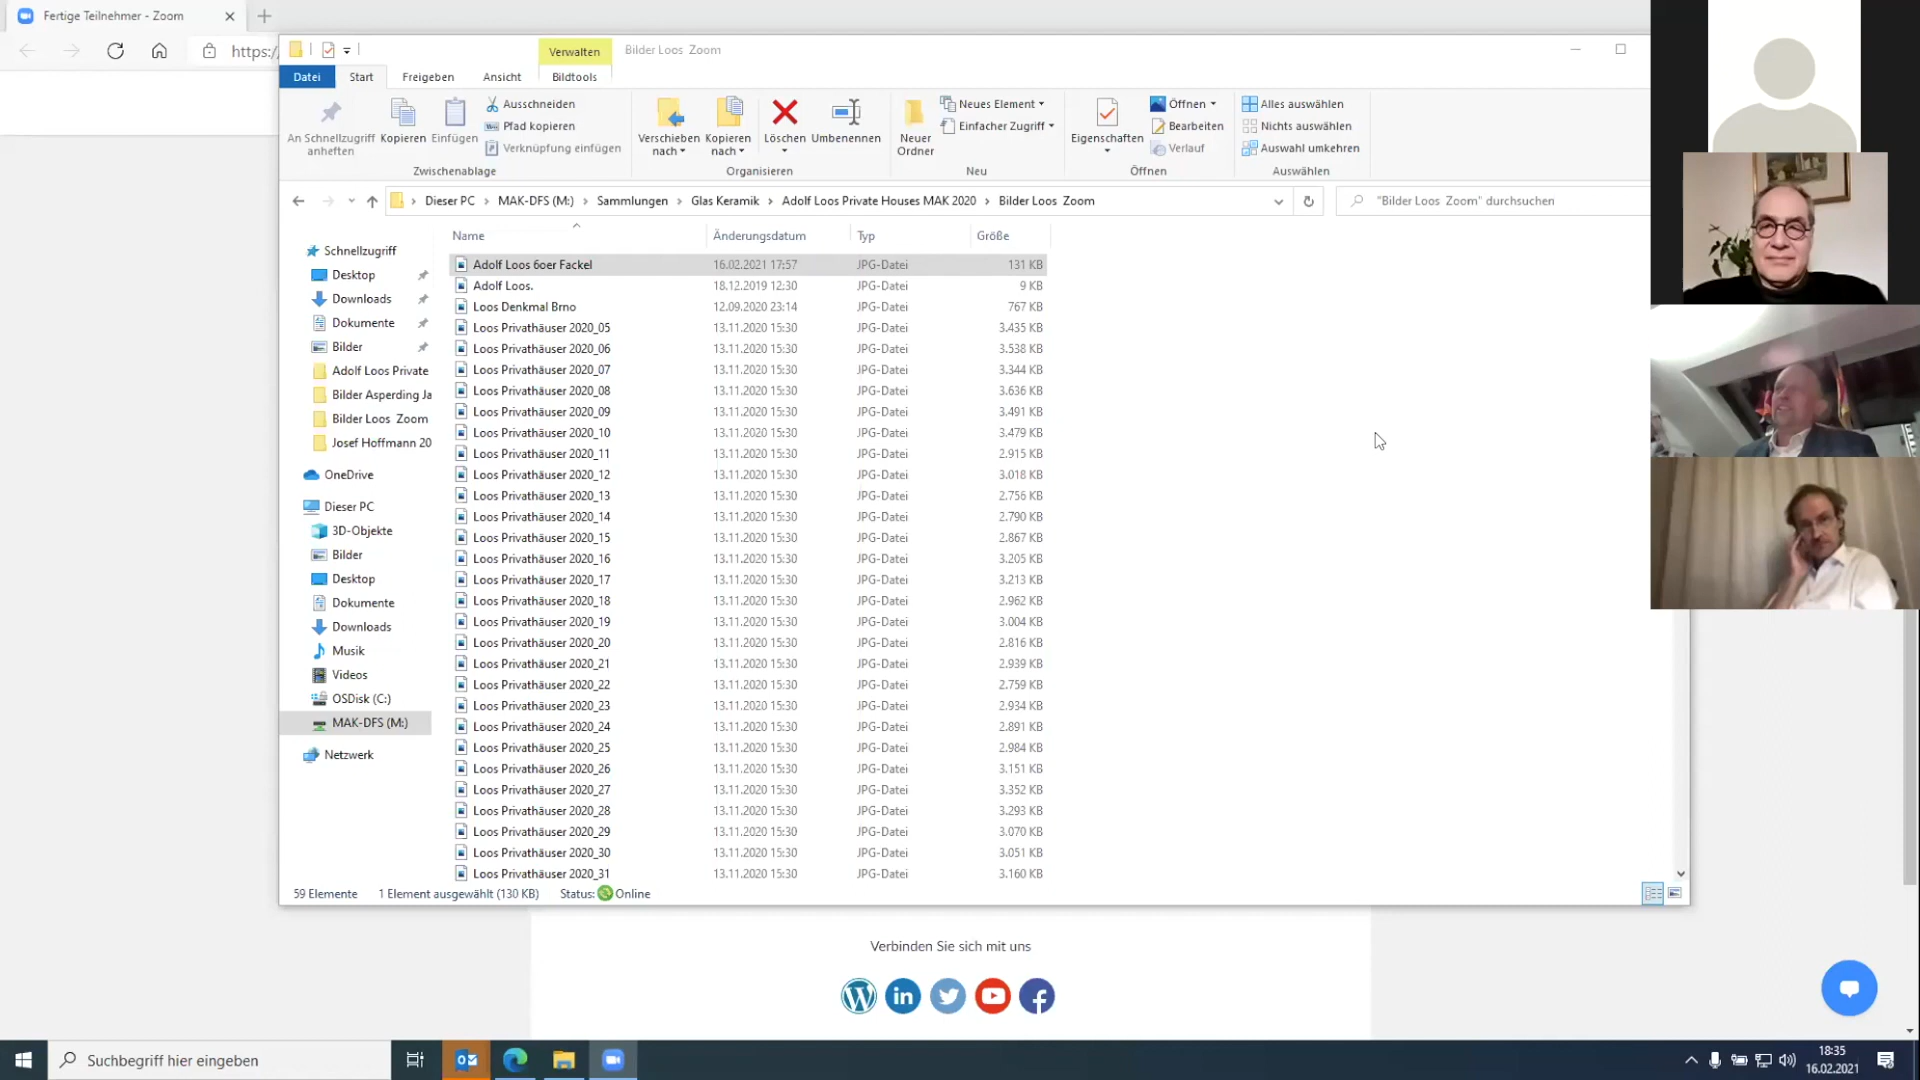 Fertige Teilnehmer - Zoom
https:/
Verwalten
Bilder Loos Zoom
Datei
Start
Freigeben
Ansicht
Bildtools
An Schnellzugriff anheften
Kopieren
Einfügen
Ausschneiden
Pfad kopieren
Verknüpfung einfügen
Zwischenablage
Verschieben nach
Kopieren nach
Löschen
Umbenennen
Organisieren
Neuer Ordner
Neues Element
Einfacher Zugriff
Neu
Eigenschaften
Öffnen
Bearbeiten
Verlauf
Öffnen
Alles auswählen
Nichts auswählen
Auswahl umkehren
Auswählen
Dieser PC > MAK-DFS (M:) > Sammlungen > Glas Keramik > Adolf Loos Private Houses MAK 2020 > Bilder Loos Zoom
"Bilder Loos Zoom" durchsuchen
Schnellzugriff
Desktop
Downloads
Dokumente
Bilder
Adolf Loos Private
Bilder Asperding Ja
Bilder Loos Zoom
Josef Hoffmann 20
OneDrive
Dieser PC
3D-Objekte
Bilder
Desktop
Dokumente
Downloads
Musik
Videos
OSDisk (C:)
MAK-DFS (M:)
Netzwerk
Name Änderungsdatum Typ Größe
Adolf Loos 6oer Fackel 16.02.2021 17:57 JPG-Datei 131 KB
Adolf Loos. 18.12.2019 12:30 JPG-Datei 9 KB
Loos Denkmal Brno 12.09.2020 23:14 JPG-Datei 767 KB
Loos Privathäuser 2020_05 13.11.2020 15:30 JPG-Datei 3.435 KB
Loos Privathäuser 2020_06 13.11.2020 15:30 JPG-Datei 3.538 KB
Loos Privathäuser 2020_07 13.11.2020 15:30 JPG-Datei 3.344 KB
Loos Privathäuser 2020_08 13.11.2020 15:30 JPG-Datei 3.636 KB
Loos Privathäuser 2020_09 13.11.2020 15:30 JPG-Datei 3.491 KB
Loos Privathäuser 2020_10 13.11.2020 15:30 JPG-Datei 3.479 KB
Loos Privathäuser 2020_11 13.11.2020 15:30 JPG-Datei 2.915 KB
Loos Privathäuser 2020_12 13.11.2020 15:30 JPG-Datei 3.018 KB
Loos Privathäuser 2020_13 13.11.2020 15:30 JPG-Datei 2.756 KB
Loos Privathäuser 2020_14 13.11.2020 15:30 JPG-Datei 2.790 KB
Loos Privathäuser 2020_15 13.11.2020 15:30 JPG-Datei 2.867 KB
Loos Privathäuser 2020_16 13.11.2020 15:30 JPG-Datei 3.205 KB
Loos Privathäuser 2020_17 13.11.2020 15:30 JPG-Datei 3.213 KB
Loos Privathäuser 2020_18 13.11.2020 15:30 JPG-Datei 2.962 KB
Loos Privathäuser 2020_19 13.11.2020 15:30 JPG-Datei 3.004 KB
Loos Privathäuser 2020_20 13.11.2020 15:30 JPG-Datei 2.816 KB
Loos Privathäuser 2020_21 13.11.2020 15:30 JPG-Datei 2.939 KB
Loos Privathäuser 2020_22 13.11.2020 15:30 JPG-Datei 2.759 KB
Loos Privathäuser 2020_23 13.11.2020 15:30 JPG-Datei 2.934 KB
Loos Privathäuser 2020_24 13.11.2020 15:30 JPG-Datei 2.891 KB
Loos Privathäuser 2020_25 13.11.2020 15:30 JPG-Datei 2.984 KB
Loos Privathäuser 2020_26 13.11.2020 15:30 JPG-Datei 3.151 KB
Loos Privathäuser 2020_27 13.11.2020 15:30 JPG-Datei 3.352 KB
Loos Privathäuser 2020_28 13.11.2020 15:30 JPG-Datei 3.293 KB
Loos Privathäuser 2020_29 13.11.2020 15:30 JPG-Datei 3.070 KB
Loos Privathäuser 2020_30 13.11.2020 15:30 JPG-Datei 3.051 KB
Loos Privathäuser 2020_31 13.11.2020 15:30 JPG-Datei 3.160 KB
59 Elemente 1 Element ausgewählt (130 KB) Status: Online
Verbinden Sie sich mit uns
Suchbegriff hier eingeben
18:35
16.02.2021